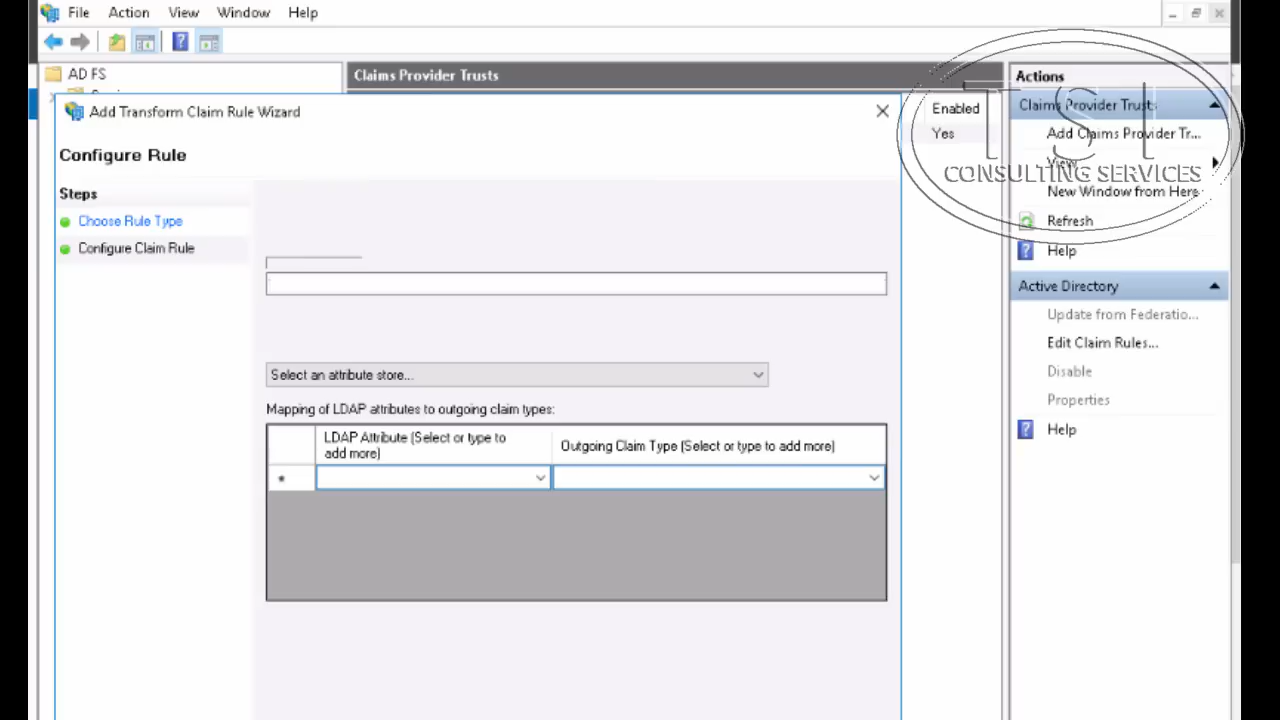 File Action View Window Help
AD FS
Claims Provider Trusts
Actions
Add Transform Claim Rule Wizard
Enabled
Yes
Claims Provider Trusts
Add Claims Provider Tr...
View
New Window from Here
Refresh
Help
TSI
CONSULTING SERVICES
Configure Rule
Steps
Choose Rule Type
Configure Claim Rule
Select an attribute store...
Mapping of LDAP attributes to outgoing claim types:
LDAP Attribute (Select or type to
add more)
Outgoing Claim Type (Select or type to add more)
*
Active Directory
Update from Federatio...
Edit Claim Rules...
Disable
Properties
Help